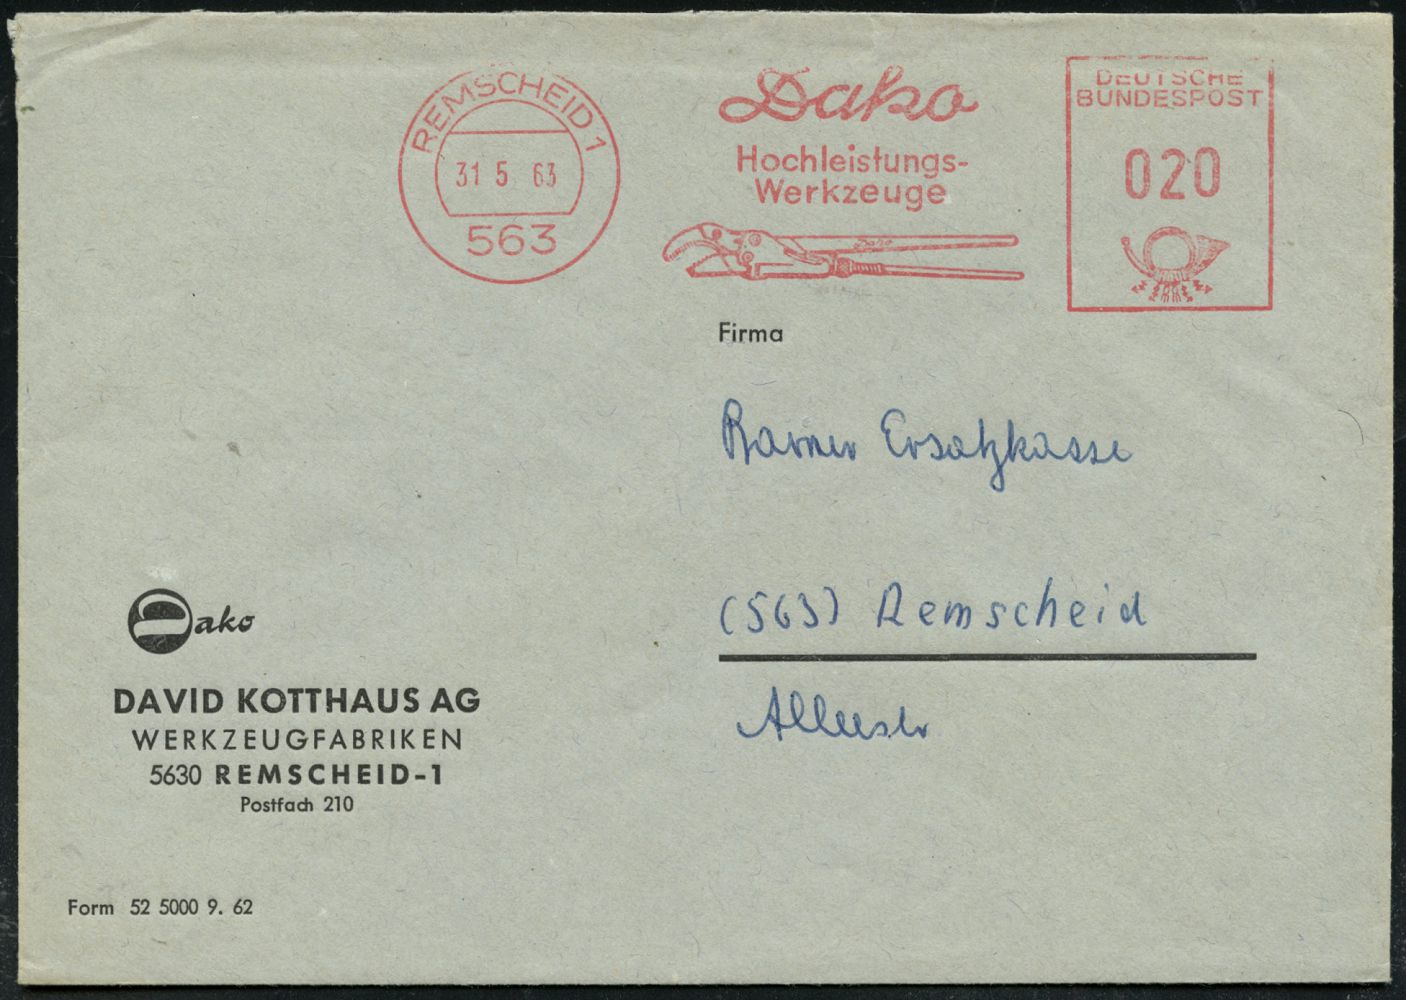 REMSCHEID 1
31 5 63
563
Dako
Hochleistungs-
Werkzeuge
Dako
DEUTSCHE
BUNDESPOST
020
Firma
Barmer Ersatzkasse
(563) Remscheid
Alleestr
Dako
DAVID KOTTHAUS AG
WERKZEUGFABRIKEN
5630 REMSCHEID-1
Postfach 210
Form 52 5000 9. 62